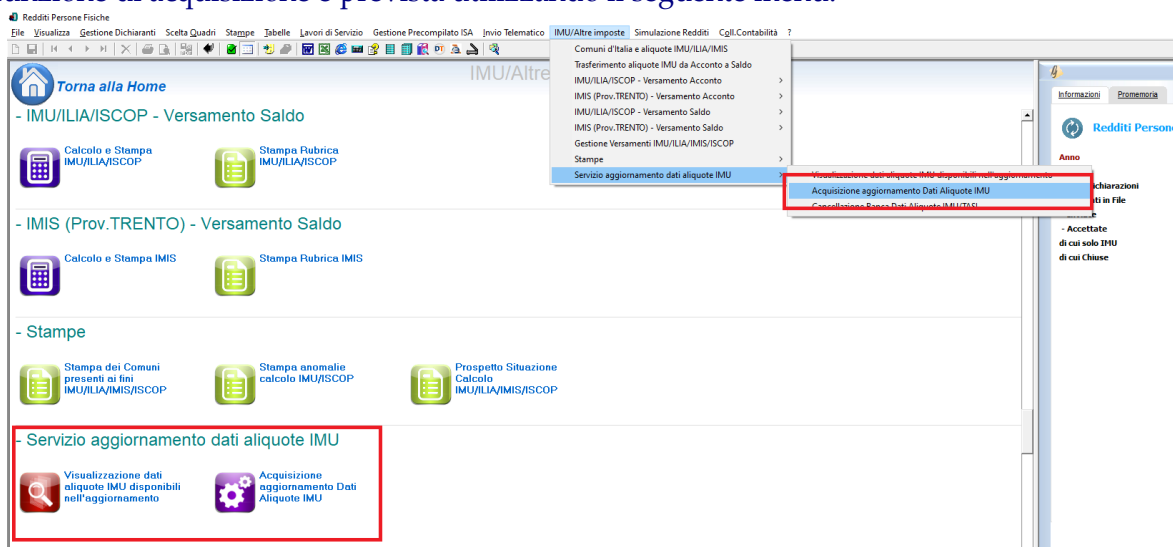 funzione di acquisizione è prevista utilizzando il seguente menu:
Redditi Persone Fisiche
File Visualizza Gestione Dichiaranti Scelta Quadri Stampe Tabelle Lavori di Servizio Gestione Precompilato ISA Invio Telematico IMU/Altre imposte Simulazione Redditi Coll.Contabilità ?
Torna alla Home
IMU/Altre
Comuni d'Italia e aliquote IMU/ILIA/IMIS
Trasferimento aliquote IMU da Acconto a Saldo
IMU/ILIA/ISCOP - Versamento Acconto >
IMIS (Prov.TRENTO) - Versamento Acconto >
IMU/ILIA/ISCOP - Versamento Saldo >
IMIS (Prov.TRENTO) - Versamento Saldo >
Gestione Versamenti IMU/ILIA/IMIS/ISCOP
Stampe >
Servizio aggiornamento dati aliquote IMU >
Visualizzazione dati aliquote IMU disponibili nell'aggiornamento
Acquisizione aggiornamento Dati Aliquote IMU
Cancellazione Banca Dati Aliquote IMU/TASI
- IMU/ILIA/ISCOP - Versamento Saldo
Calcolo e Stampa
IMU/ILIA/ISCOP
Stampa Rubrica
IMU/ILIA/ISCOP
- IMIS (Prov.TRENTO) - Versamento Saldo
Calcolo e Stampa IMIS
Stampa Rubrica IMIS
- Stampe
Stampa dei Comuni
presenti ai fini
IMU/ILIA/IMIS/ISCOP
Stampa anomalie
calcolo IMU/ISCOP
Prospetto Situazione
Calcolo
IMU/ILIA/IMIS/ISCOP
- Servizio aggiornamento dati aliquote IMU
Visualizzazione dati
aliquote IMU disponibili
nell'aggiornamento
Acquisizione
aggiornamento Dati
Aliquote IMU
Informazioni Promemoria
Redditi Person
Anno
ichiarazioni
ti in File
- Accettate
di cui solo IMU
di cui Chiuse